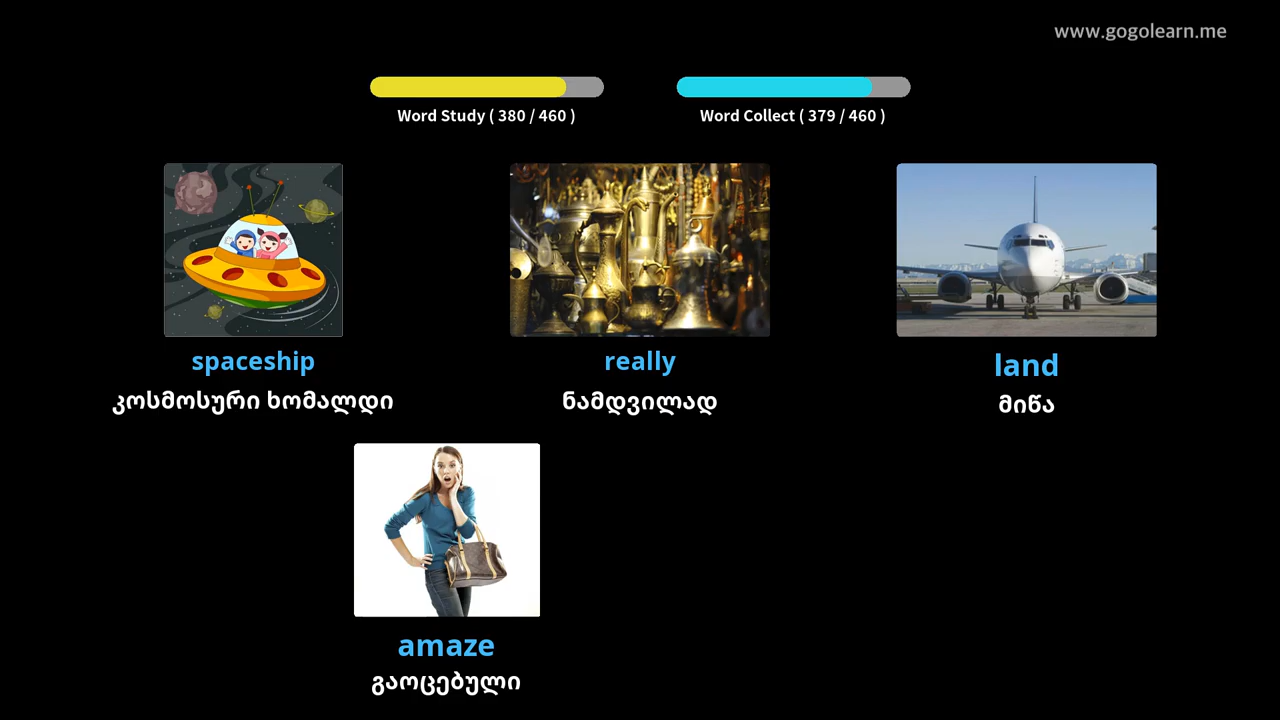 www.gogolearn.me
Word Study ( 380 / 460 )
Word Collect ( 379 / 460 )
spaceship
კოსმოსური ხომალდი
really
ნამდვილად
land
მიწა
amaze
გაოცებული